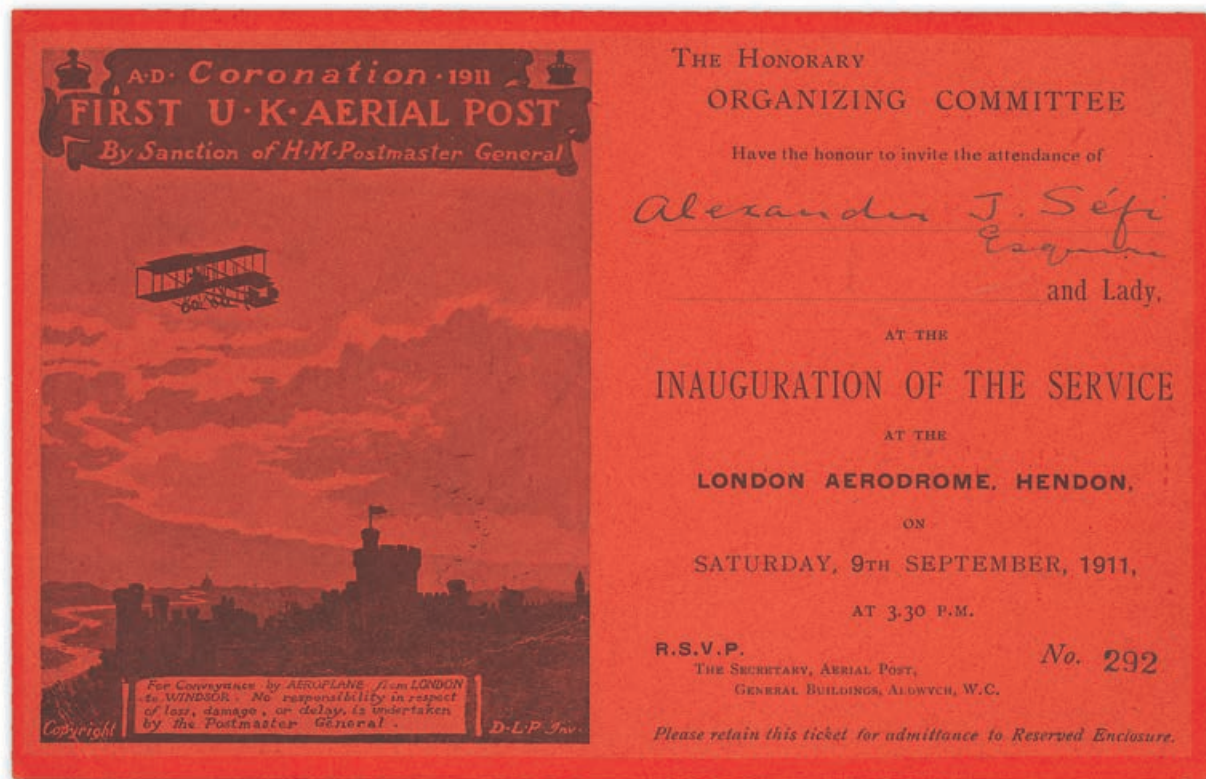 A·D· Coronation · 1911
FIRST U·K·AERIAL POST
By Sanction of H·M·Postmaster General
For Conveyance by AEROPLANE from LONDON
to WINDSOR. No responsibility in respect
of loss, damage, or delay, is undertaken
by the Postmaster General.
Copyright
D·L·P·Inv·
THE HONORARY
ORGANIZING COMMITTEE
Have the honour to invite the attendance of
Alexander J. Séfi
Esquire
and Lady,
AT THE
INAUGURATION OF THE SERVICE
AT THE
LONDON AERODROME, HENDON,
ON
SATURDAY, 9TH SEPTEMBER, 1911,
AT 3.30 P.M.
R.S.V.P.
THE SECRETARY, AERIAL POST,
GENERAL BUILDINGS, ALDWYCH, W.C.
No. 292
Please retain this ticket for admittance to Reserved Enclosure.